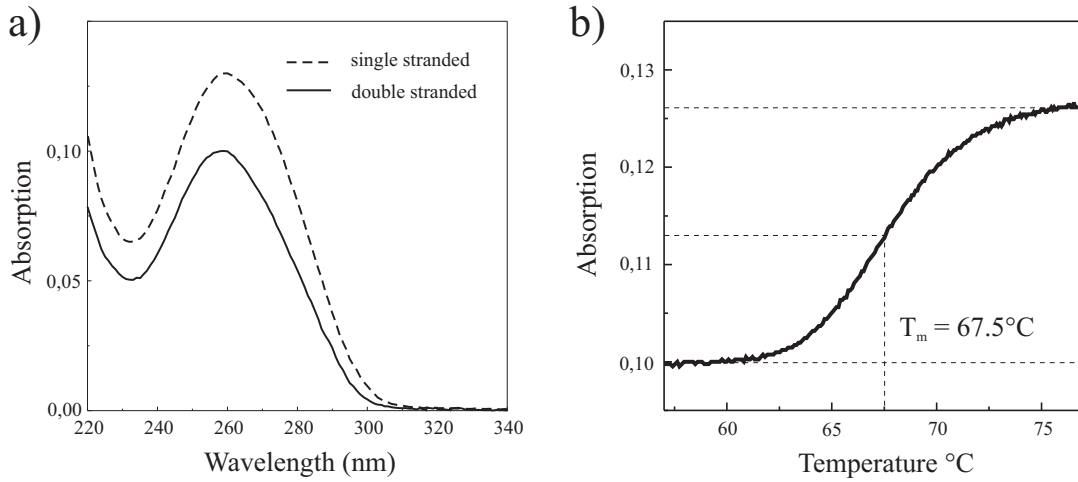 a)
single stranded
double stranded
0,10
0,05
0,00
220
240
260
280
300
320
340
Absorption
Wavelength (nm)
b)
0,13
0,12
0,11
0,10
60
65
70
75
Absorption
Temperature °C
Tm = 67.5°C